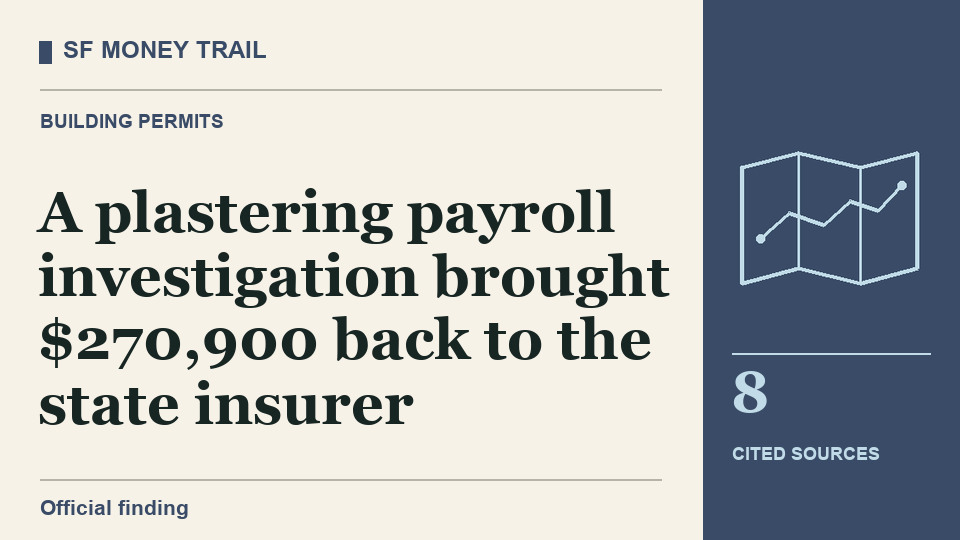 SF MONEY TRAIL
BUILDING PERMITS
A plastering payroll
investigation brought
$270,900 back to the
state insurer
Official finding
8
CITED SOURCES